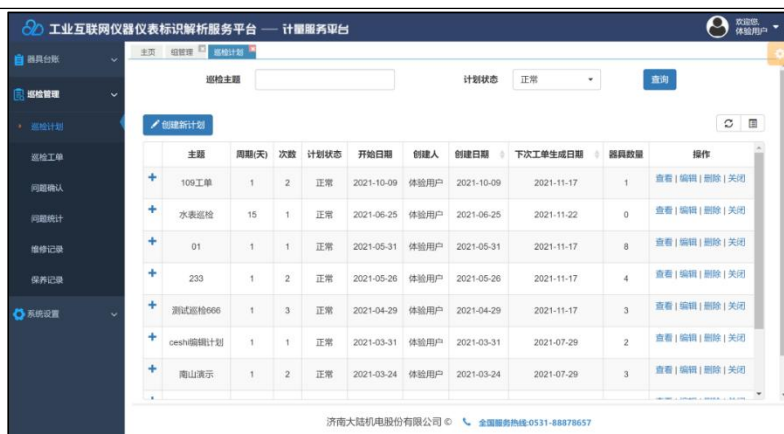 工业互联网仪器仪表标识解析服务平台 — 计量服务平台
欢迎您,
体验用户
器具台账
巡检管理
巡检计划
巡检工单
问题确认
问题统计
维修记录
保养记录
系统设置
主页 组管理 巡检计划
巡检主题 计划状态 正常 查询
创建新计划
主题 周期(天) 次数 计划状态 开始日期 创建人 创建日期 下次工单生成日期 器具数量 操作
109工单 1 2 正常 2021-10-09 体验用户 2021-10-09 2021-11-17 1 查看 | 编辑 | 删除 | 关闭
水表巡检 15 1 正常 2021-06-25 体验用户 2021-06-25 2021-11-22 0 查看 | 编辑 | 删除 | 关闭
01 1 1 正常 2021-05-31 体验用户 2021-05-31 2021-11-17 8 查看 | 编辑 | 删除 | 关闭
233 1 2 正常 2021-05-26 体验用户 2021-05-26 2021-11-17 4 查看 | 编辑 | 删除 | 关闭
测试巡检666 1 3 正常 2021-04-29 体验用户 2021-04-29 2021-11-17 3 查看 | 编辑 | 删除 | 关闭
ceshi编辑计划 1 1 正常 2021-03-31 体验用户 2021-03-31 2021-07-29 2 查看 | 编辑 | 删除 | 关闭
南山演示 1 2 正常 2021-03-24 体验用户 2021-03-24 2021-07-29 3 查看 | 编辑 | 删除 | 关闭
济南大陆机电股份有限公司 © 全国服务热线:0531-88878657